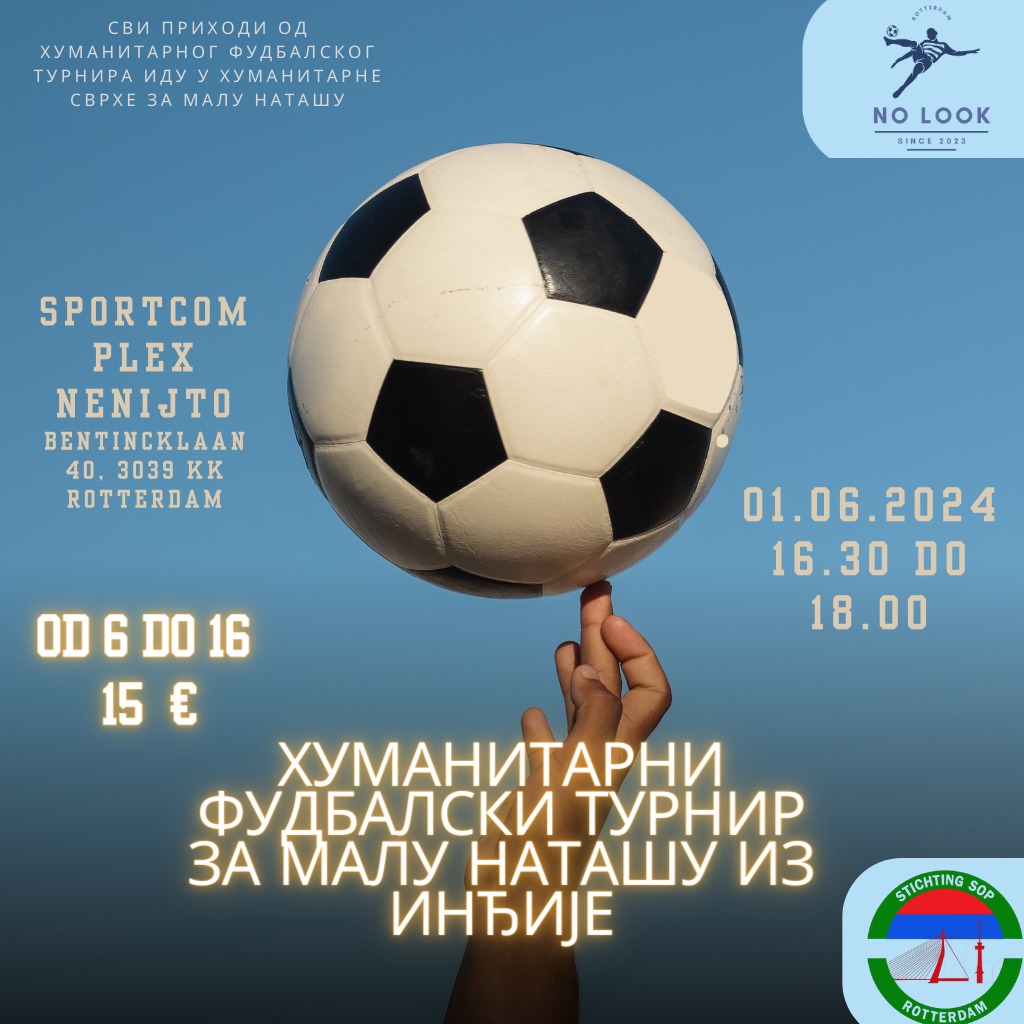 СВИ ПРИХОДИ ОД
ХУМАНИТАРНОГ ФУДБАЛСКОГ
ТУРНИРА ИДУ У ХУМАНИТАРНЕ
СВРХЕ ЗА МАЛУ НАТАШУ
ROTTERDAM
NO LOOK
SINCE 2023
SPORTCOM
PLEX
NENIJTO
BENTINCKLAAN
40, 3039 KK
ROTTERDAM
01.06.2024
16.30 DO
18.00
OD 6 DO 16
15 €
ХУМАНИТАРНИ
ФУДБАЛСКИ ТУРНИР
ЗА МАЛУ НАТАШУ ИЗ
ИНЂИЈЕ
STICHTING SOP
ROTTERDAM